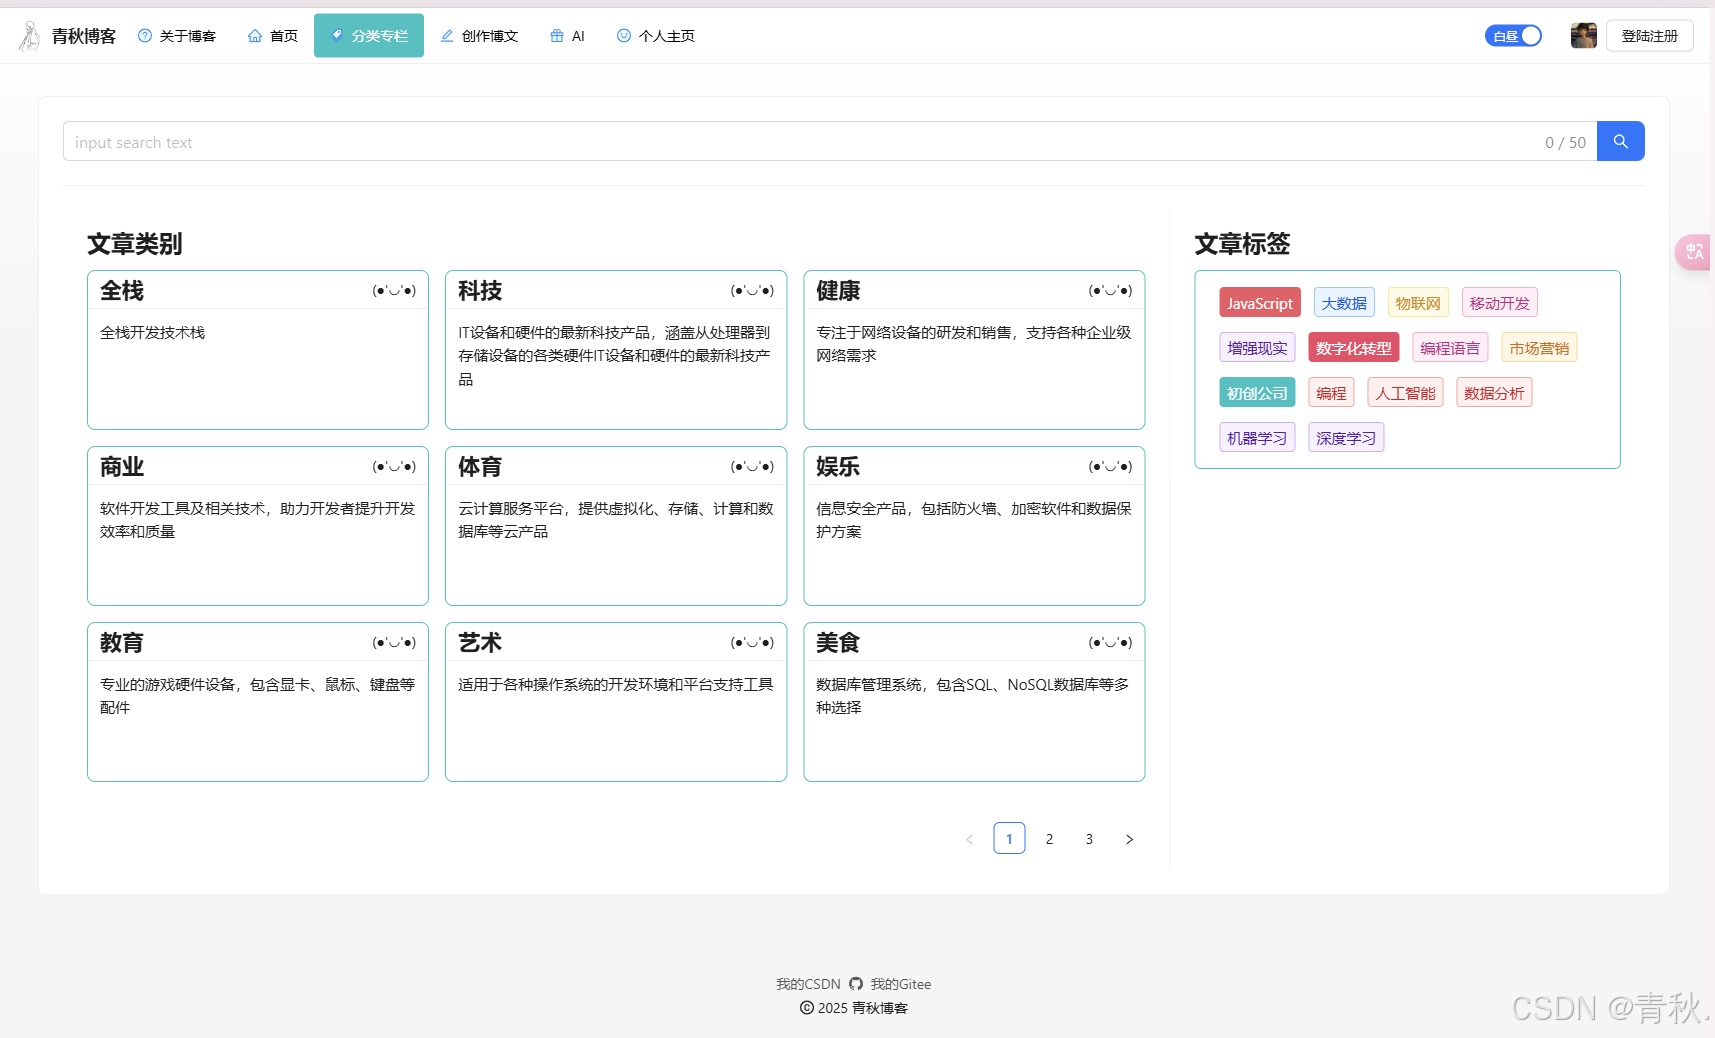 青秋博客 关于博客 首页 分类专栏 创作博文 AI 个人主页 白昼 登陆注册
input search text 0 / 50
文章类别
全栈 (●'◡'●)
全栈开发技术栈
科技 (●'◡'●)
IT设备和硬件的最新科技产品，涵盖从处理器到
存储设备的各类硬件IT设备和硬件的最新科技产
品
健康 (●'◡'●)
专注于网络设备的研发和销售，支持各种企业级
网络需求
商业 (●'◡'●)
软件开发工具及相关技术，助力开发者提升开发
效率和质量
体育 (●'◡'●)
云计算服务平台，提供虚拟化、存储、计算和数
据库等云产品
娱乐 (●'◡'●)
信息安全产品，包括防火墙、加密软件和数据保
护方案
教育 (●'◡'●)
专业的游戏硬件设备，包含显卡、鼠标、键盘等
配件
艺术 (●'◡'●)
适用于各种操作系统的开发环境和平台支持工具
美食 (●'◡'●)
数据库管理系统，包含SQL、NoSQL数据库等多
种选择
< 1 2 3 >
文章标签
JavaScript 大数据 物联网 移动开发
增强现实 数字化转型 编程语言 市场营销
初创公司 编程 人工智能 数据分析
机器学习 深度学习
中 A
我的CSDN 我的Gitee
© 2025 青秋博客
CSDN @青秋.